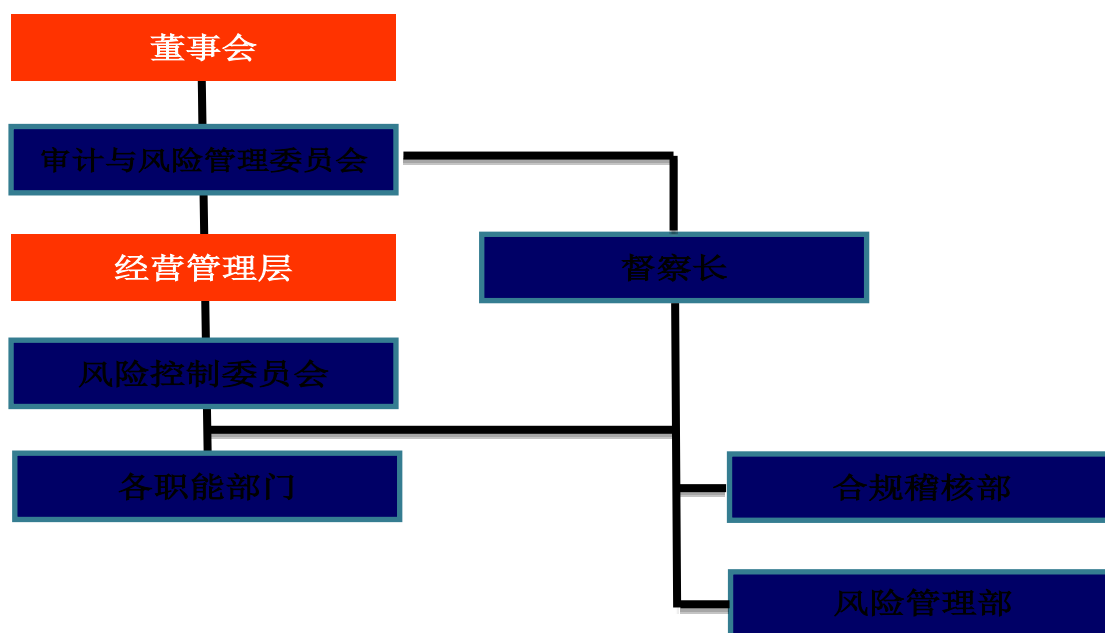 董事会
审计与风险管理委员会
经营管理层
督察长
风险控制委员会
各职能部门
合规稽核部
风险管理部